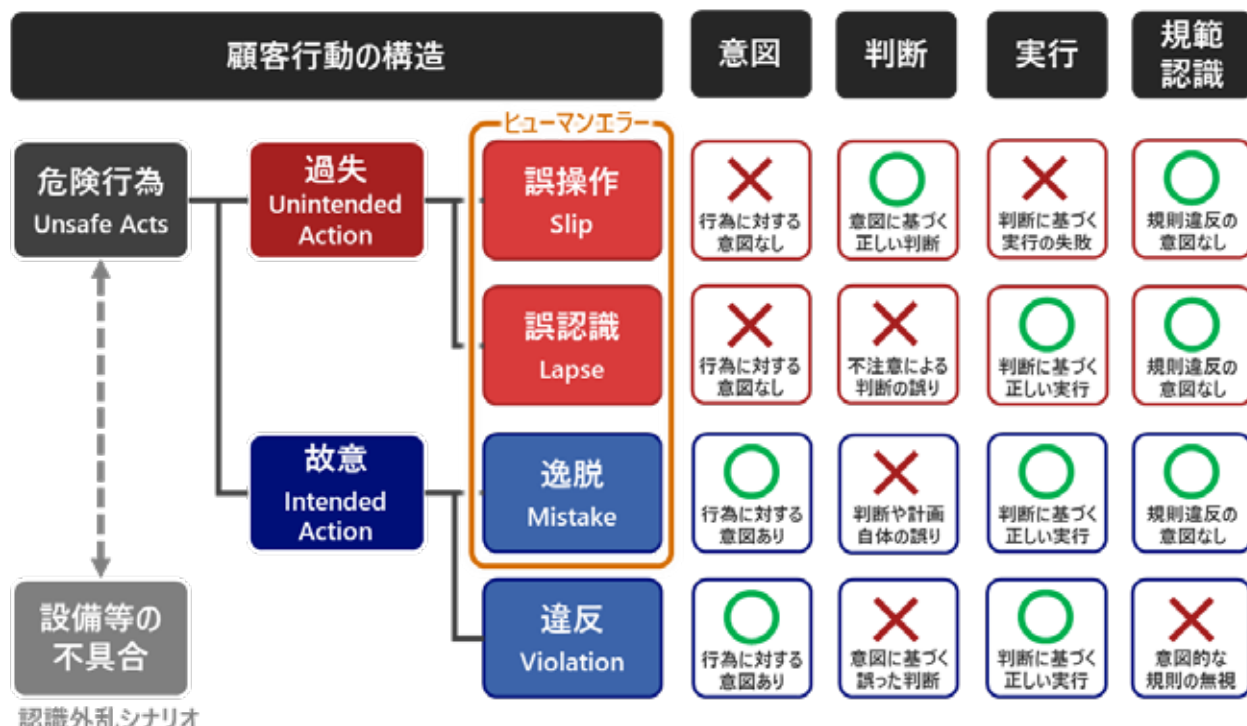 顧客行動の構造
意図
判断
実行
規範
認識
ヒューマンエラー
危険行為
Unsafe Acts
過失
Unintended
Action
誤操作
Slip
行為に対する
意図なし
意図に基づく
正しい判断
判断に基づく
実行の失敗
規則違反の
意図なし
誤認識
Lapse
行為に対する
意図なし
不注意による
判断の誤り
判断に基づく
正しい実行
規則違反の
意図なし
故意
Intended
Action
逸脱
Mistake
行為に対する
意図あり
判断や計画
自体の誤り
判断に基づく
正しい実行
規則違反の
意図なし
設備等の
不具合
違反
Violation
行為に対する
意図あり
意図に基づく
誤った判断
判断に基づく
正しい実行
意図的な
規則の無視
認識外乱シナリオ